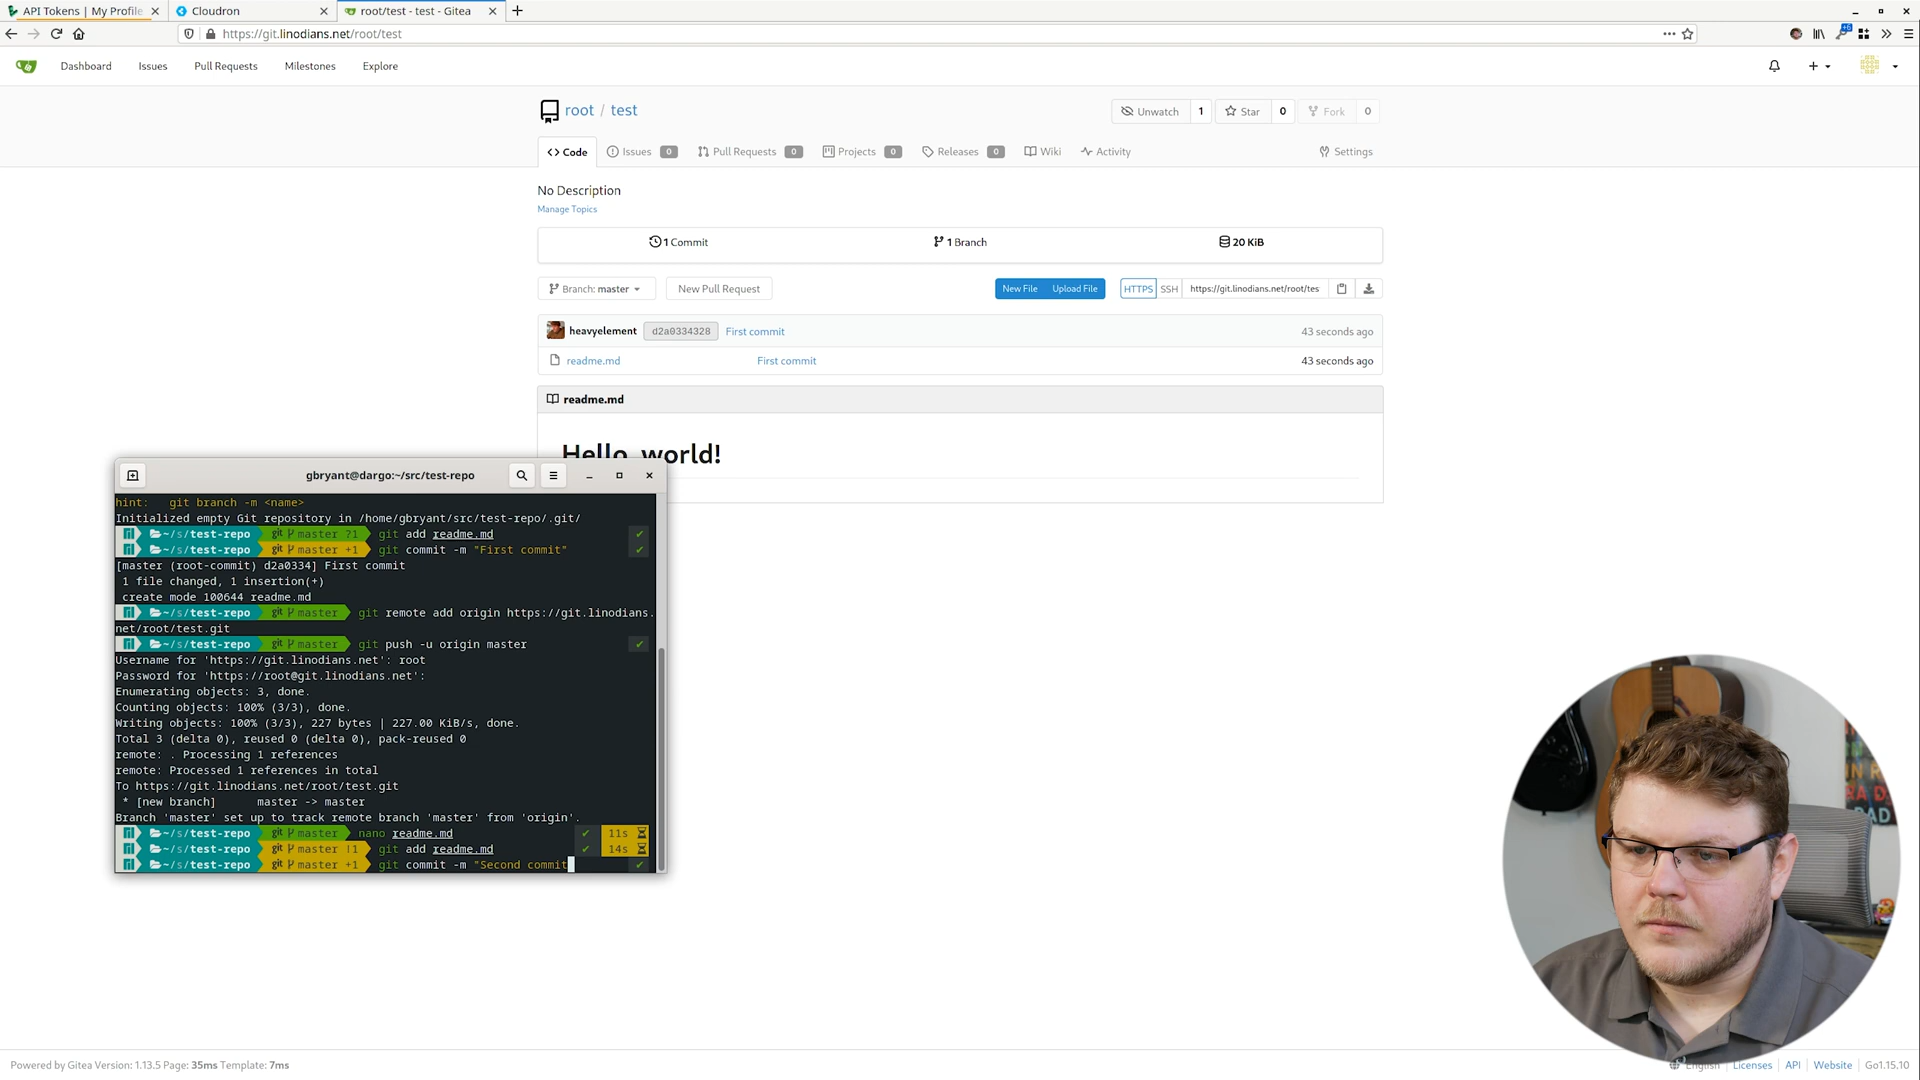 API Tokens | My Profile
Cloudron
root/test - test - Gitea
https://git.linodians.net/root/test
Dashboard
Issues
Pull Requests
Milestones
Explore
root / test
Unwatch 1
Star 0
Fork 0
Code
Issues 0
Pull Requests 0
Projects 0
Releases 0
Wiki
Activity
Settings
No Description
Manage Topics
1 Commit
1 Branch
20 KiB
Branch: master
New Pull Request
New File
Upload File
HTTPS
SSH
https://git.linodians.net/root/tes
heavyelement d2a0334328 First commit 43 seconds ago
readme.md First commit 43 seconds ago
readme.md
Hello, world!
gbryant@dargo:~/src/test-repo
hint:   git branch -m <name>
Initialized empty Git repository in /home/gbryant/src/test-repo/.git/
~/s/test-repo git master ?1 git add readme.md ✔
~/s/test-repo git master +1 git commit -m "First commit" ✔
[master (root-commit) d2a0334] First commit
1 file changed, 1 insertion(+)
create mode 100644 readme.md
~/s/test-repo git master git remote add origin https://git.linodians.
net/root/test.git
~/s/test-repo git master git push -u origin master ✔
Username for 'https://git.linodians.net': root
Password for 'https://root@git.linodians.net':
Enumerating objects: 3, done.
Counting objects: 100% (3/3), done.
Writing objects: 100% (3/3), 227 bytes | 227.00 KiB/s, done.
Total 3 (delta 0), reused 0 (delta 0), pack-reused 0
remote: . Processing 1 references
remote: Processed 1 references in total
To https://git.linodians.net/root/test.git
* [new branch]      master -> master
Branch 'master' set up to track remote branch 'master' from 'origin'.
~/s/test-repo git master nano readme.md ✔ 11s
~/s/test-repo git master !1 git add readme.md ✔ 14s
~/s/test-repo git master +1 git commit -m "Second commit ✔
Powered by Gitea Version: 1.13.5 Page: 35ms Template: 7ms
English
Licenses
API
Website
Go1.15.10